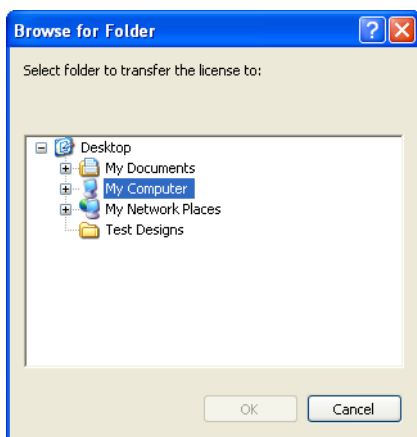 Browse for Folder
Select folder to transfer the license to:
Desktop
My Documents
My Computer
My Network Places
Test Designs
OK Cancel